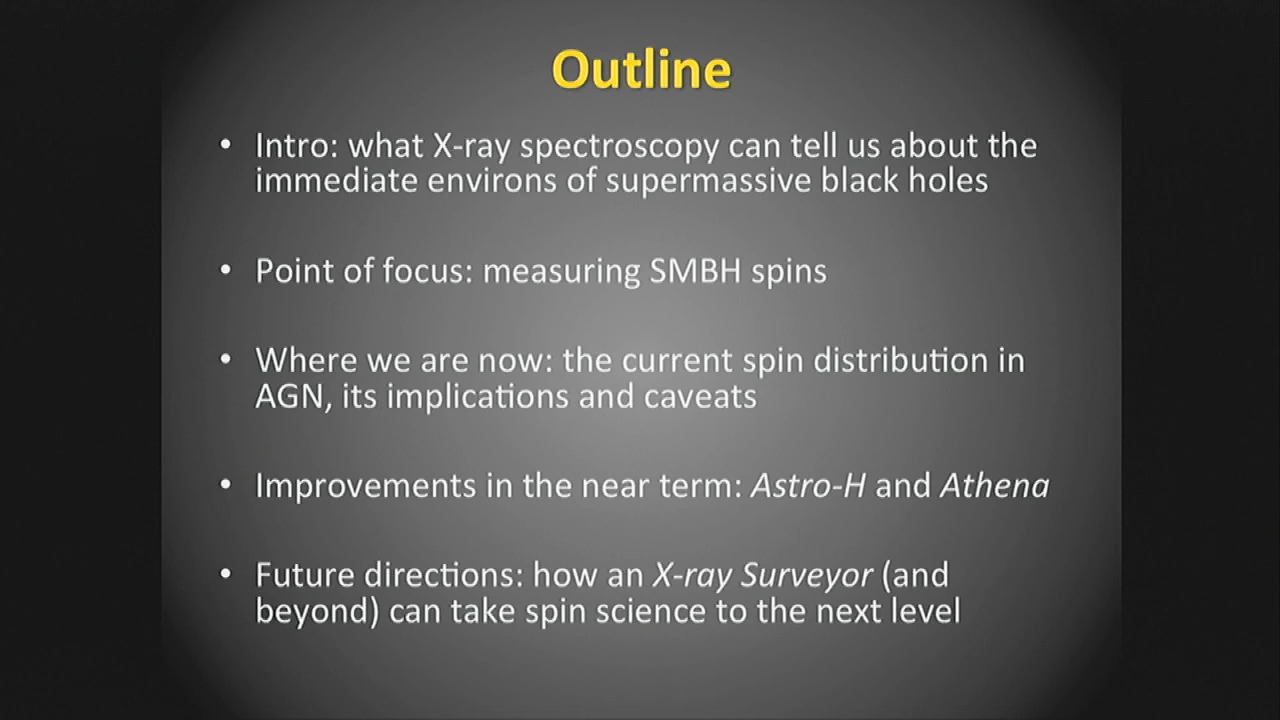 Outline
• Intro: what X-ray spectroscopy can tell us about the
immediate environs of supermassive black holes
• Point of focus: measuring SMBH spins
• Where we are now: the current spin distribution in
AGN, its implications and caveats
• Improvements in the near term: Astro-H and Athena
• Future directions: how an X-ray Surveyor (and
beyond) can take spin science to the next level